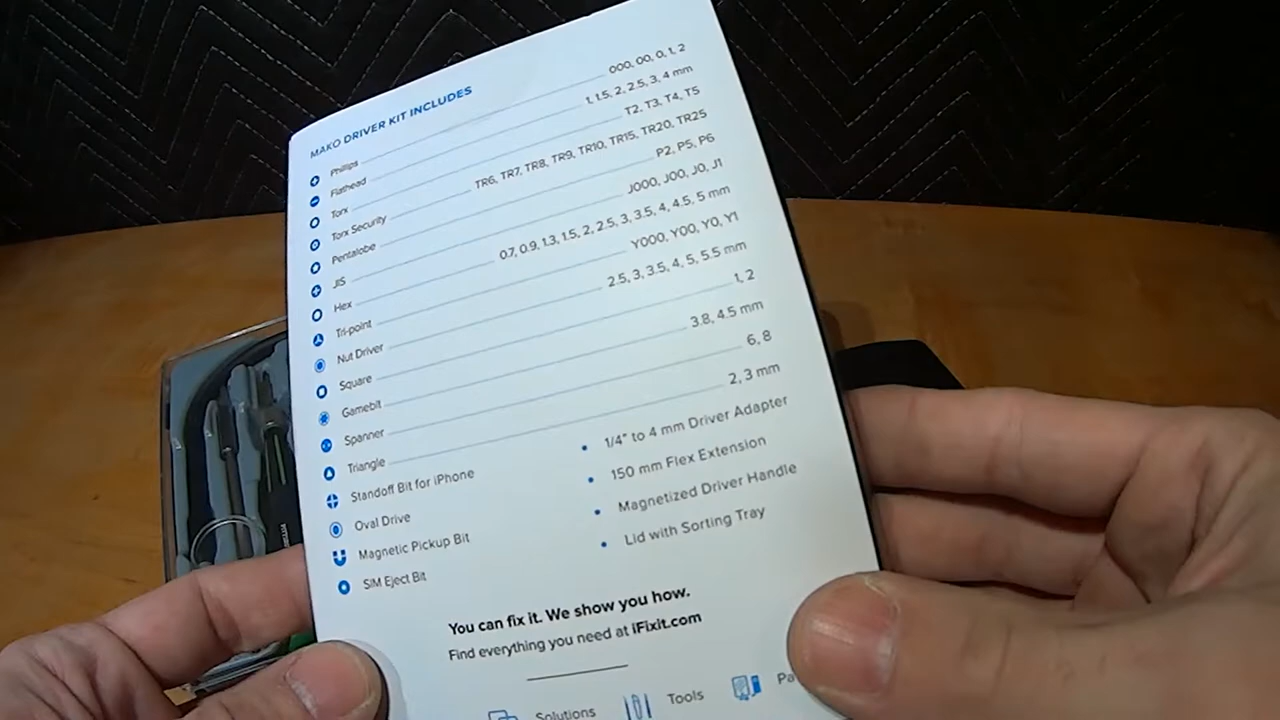 MAKO DRIVER KIT INCLUDES
Phillips 000, 00, 0, 1, 2
Flathead 1, 1.5, 2, 2.5, 3, 4 mm
Torx T2, T3, T4, T5
Torx Security TR6, TR7, TR8, TR9, TR10, TR15, TR20, TR25
Pentalobe P2, P5, P6
JIS J000, J00, J0, J1
Hex 0.7, 0.9, 1.3, 1.5, 2, 2.5, 3, 3.5, 4, 4.5, 5 mm
Tri-point Y000, Y00, Y0, Y1
Nut Driver 2.5, 3, 3.5, 4, 5, 5.5 mm
Square 1, 2
Gamebit 3.8, 4.5 mm
Spanner 6, 8
Triangle 2, 3 mm
Standoff Bit for iPhone
Oval Drive
Magnetic Pickup Bit
SIM Eject Bit
• 1/4" to 4 mm Driver Adapter
• 150 mm Flex Extension
• Magnetized Driver Handle
• Lid with Sorting Tray
You can fix it. We show you how.
Find everything you need at iFixit.com
Solutions Tools